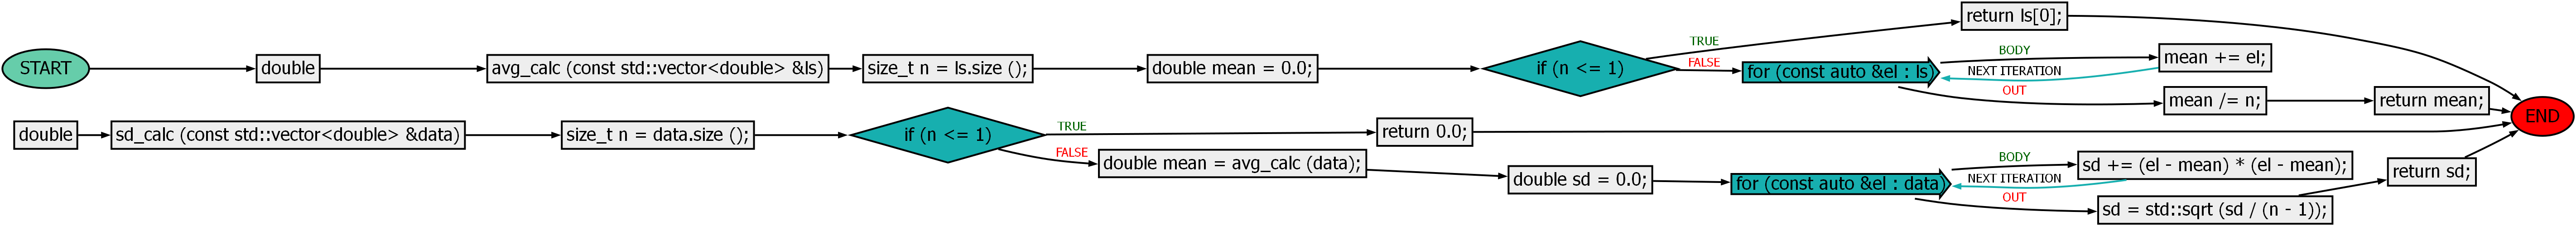 START
double
avg_calc (const std::vector<double> &ls)
size_t n = ls.size ();
double mean = 0.0;
if (n <= 1)
TRUE
return ls[0];
FALSE
for (const auto &el : ls)
BODY
mean += el;
NEXT ITERATION
OUT
mean /= n;
return mean;
END
double
sd_calc (const std::vector<double> &data)
size_t n = data.size ();
if (n <= 1)
TRUE
return 0.0;
FALSE
double mean = avg_calc (data);
double sd = 0.0;
for (const auto &el : data)
BODY
sd += (el - mean) * (el - mean);
NEXT ITERATION
OUT
sd = std::sqrt (sd / (n - 1));
return sd;